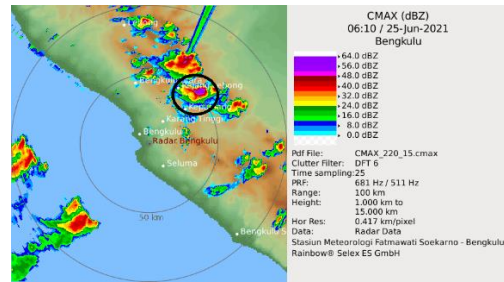 CMAX (dBZ)
06:10 / 25-Jun-2021
Bengkulu
64.0 dBZ
56.0 dBZ
48.0 dBZ
40.0 dBZ
32.0 dBZ
24.0 dBZ
16.0 dBZ
8.0 dBZ
0.0 dBZ
Pdf File: CMAX_220_15.cmax
Clutter Filter: DFT 6
Time sampling:25
PRF: 681 Hz / 511 Hz
Range: 100 km
Height: 1.000 km to
15.000 km
Hor Res: 0.417 km/pixel
Data: Radar Data
Stasiun Meteorologi Fatmawati Soekarno - Bengkulu
Rainbow® Selex ES GmbH
Karang Tinggi
Bengkulu
Radar Bengkulu
Seluma
50 km
Bengkulu S